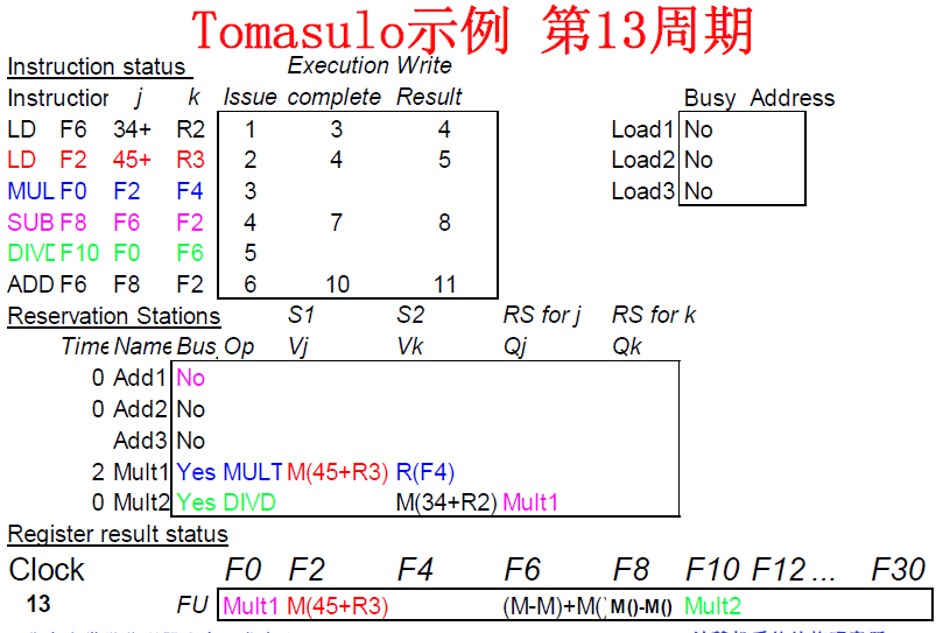 Tomasulo示例 第13周期
Instruction status Execution Write
Instruction j k Issue complete Result Busy Address
LD F6 34+ R2 1 3 4 Load1 No
LD F2 45+ R3 2 4 5 Load2 No
MUL F0 F2 F4 3 Load3 No
SUB F8 F6 F2 4 7 8
DIVD F10 F0 F6 5
ADD F6 F8 F2 6 10 11
Reservation Stations S1 S2 RS for j RS for k
Time Name Busy Op Vj Vk Qj Qk
0 Add1 No
0 Add2 No
Add3 No
2 Mult1 Yes MULT M(45+R3) R(F4)
0 Mult2 Yes DIVD M(34+R2) Mult1
Register result status
Clock F0 F2 F4 F6 F8 F10 F12 ... F30
13 FU Mult1 M(45+R3) (M-M)+M() M()-M() Mult2